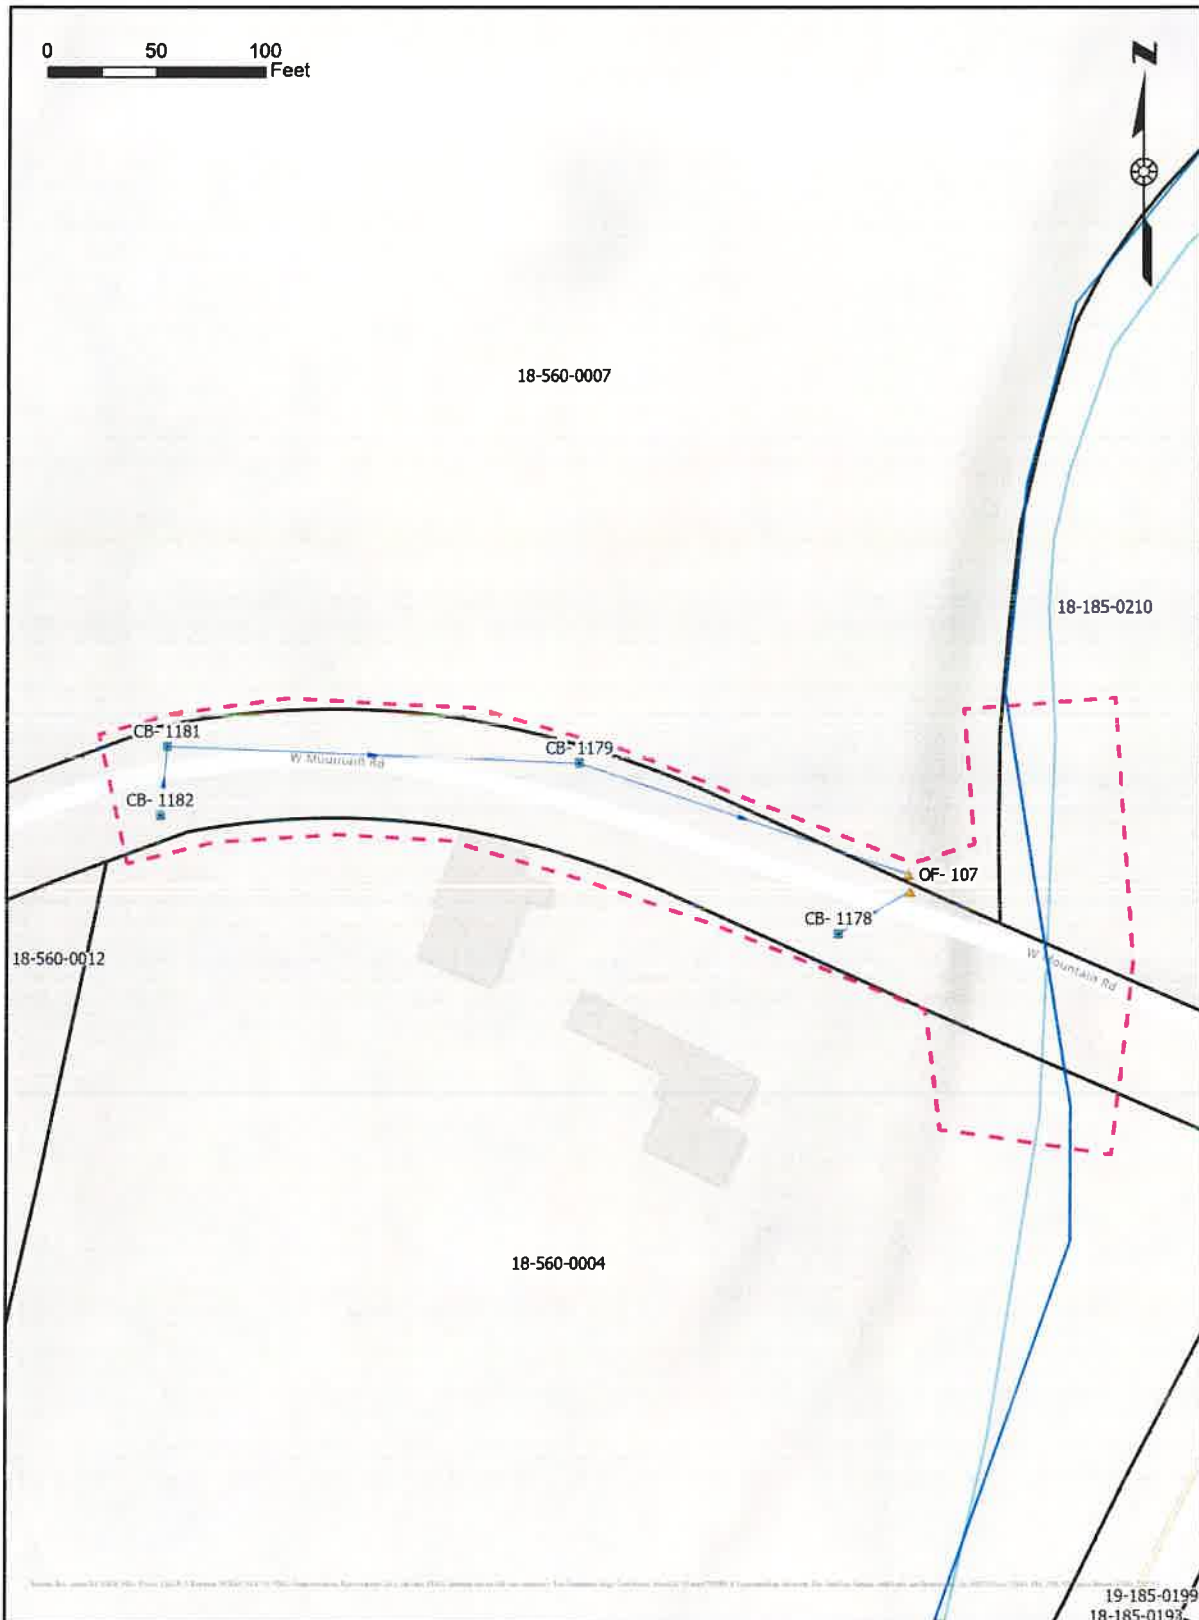 0 50 100
Feet
N
18-560-0007
18-185-0210
CB- 1181
CB- 1179
W Mountain Rd
CB- 1182
OF- 107
CB- 1178
W Mountain Rd
18-560-0012
18-560-0004
19-185-0199
18-185-0193